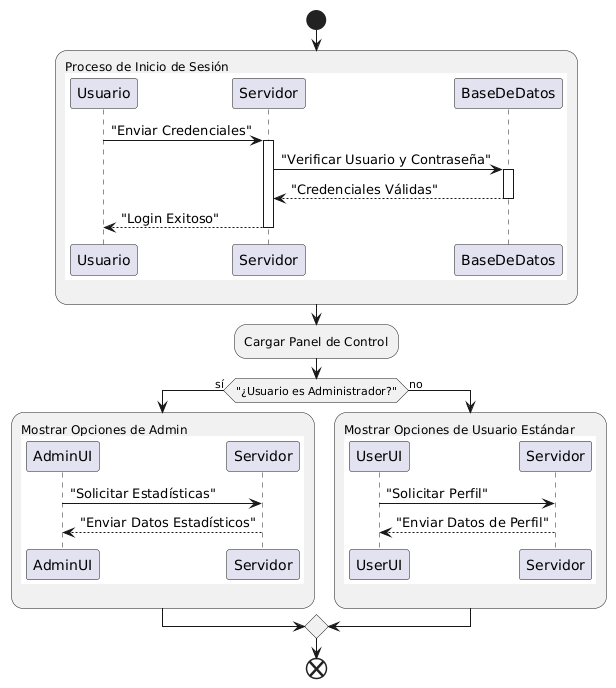 Proceso de Inicio de Sesión
Usuario Servidor BaseDeDatos
"Enviar Credenciales"
"Verificar Usuario y Contraseña"
"Credenciales Válidas"
"Login Exitoso"
Usuario Servidor BaseDeDatos
Cargar Panel de Control
sí "¿Usuario es Administrador?" no
Mostrar Opciones de Admin
AdminUI Servidor
"Solicitar Estadísticas"
"Enviar Datos Estadísticos"
AdminUI Servidor
Mostrar Opciones de Usuario Estándar
UserUI Servidor
"Solicitar Perfil"
"Enviar Datos de Perfil"
UserUI Servidor